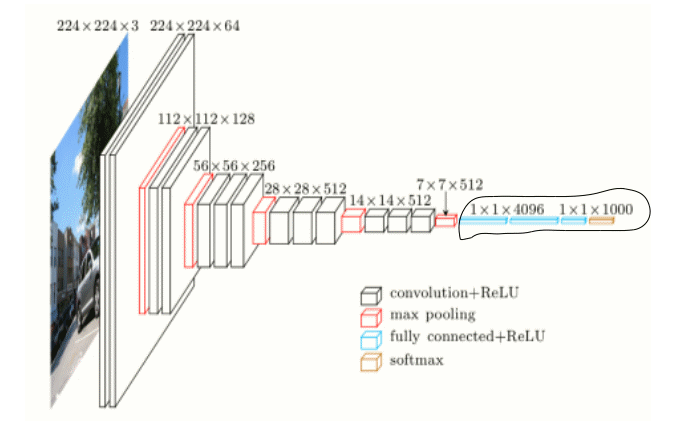 224×224×3
224×224×64
112×112×128
56×56×256
28×28×512
14×14×512
7×7×512
1×1×4096
1×1×1000
convolution+ReLU
max pooling
fully connected+ReLU
softmax